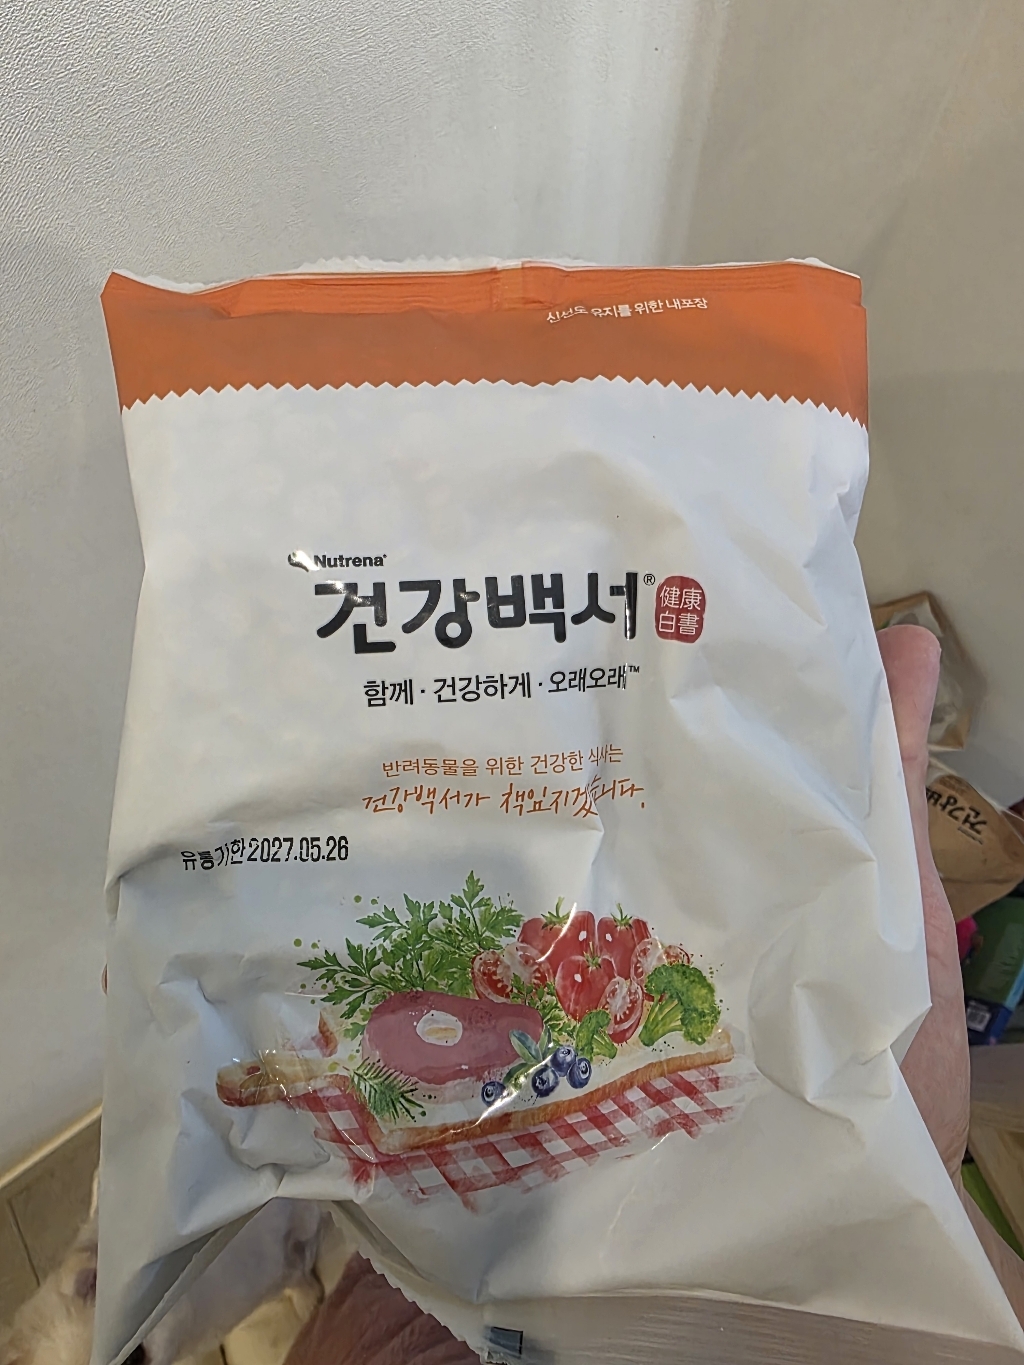 신선도 유지를 위한 내포장
Nutrena®
건강백서® 健康
白書
함께 · 건강하게 · 오래오래™
반려동물을 위한 건강한 식사는
건강백서가 책임지겠습니다.
유통기한 2027.05.26